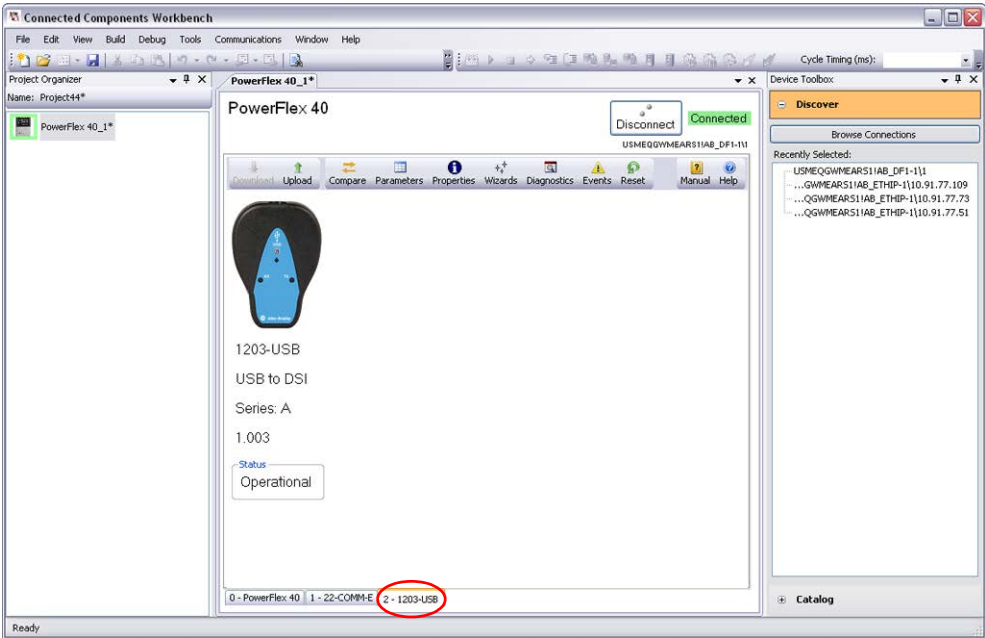 Connected Components Workbench
File Edit View Build Debug Tools Communications Window Help
Cycle Timing (ms):
Project Organizer
Name: Project44*
PowerFlex 40_1*
PowerFlex 40_1*
PowerFlex 40
Disconnect
Connected
USMEQGWMEARS1!AB_DF1-1\1
Download Upload Compare Parameters Properties Wizards Diagnostics Events Reset Manual Help
1203-USB
USB to DSI
Series: A
1.003
Status
Operational
0 - PowerFlex 40 1 - 22-COMM-E 2 - 1203-USB
Device Toolbox
Discover
Browse Connections
Recently Selected:
USMEQGWMEARS1!AB_DF1-1\1
...GWMEARS1!AB_ETHIP-1\10.91.77.109
...QGWMEARS1!AB_ETHIP-1\10.91.77.73
...QGWMEARS1!AB_ETHIP-1\10.91.77.51
Catalog
Ready